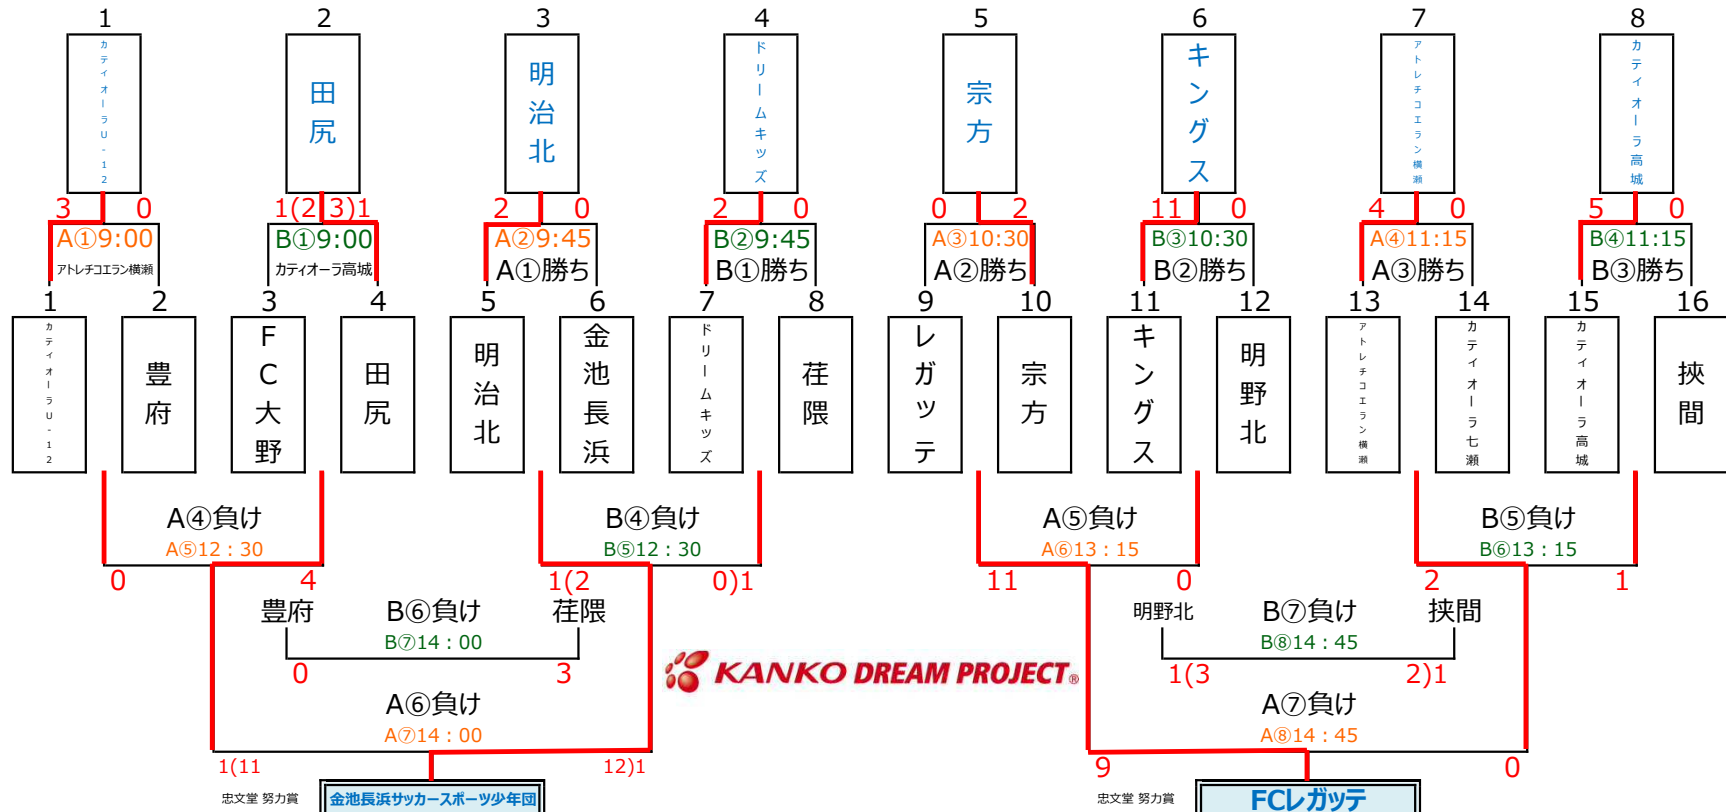 1 2 3 4 5 6 7 8
カティオーラU-12 田尻 明治北 ドリームキッズ 宗方 キングス アトレチコエラン横瀬 カティオーラ高城
3 0 1(2 3)1 2 0 2 0 0 2 11 0 4 0 5 0
A①9:00 B①9:00 A②9:45 B②9:45 A③10:30 B③10:30 A④11:15 B④11:15
アトレチコエラン横瀬 カティオーラ高城 A①勝ち B①勝ち A②勝ち B②勝ち A③勝ち B③勝ち
1 2 3 4 5 6 7 8 9 10 11 12 13 14 15 16
カティオーラU-12 豊府 FC大野 田尻 明治北 金池長浜 ドリームキッズ 荏隈 レガッテ 宗方 キングス 明野北 アトレチコエラン横瀬 カティオーラ七瀬 カティオーラ高城 挾間
A④負け B④負け A⑤負け B⑤負け
A⑤12：30 B⑤12：30 A⑥13：15 B⑥13：15
0 4 1(2 0)1 11 0 2 1
豊府 B⑥負け 荏隈 明野北 B⑦負け 挾間
B⑦14：00 B⑧14：45
0 3 1(3 2)1
KANKO DREAM PROJECT®
A⑥負け A⑦負け
A⑦14：00 A⑧14：45
1(11 12)1 9 0
忠文堂 努力賞 金池長浜サッカースポーツ少年団 忠文堂 努力賞 FCレガッテ